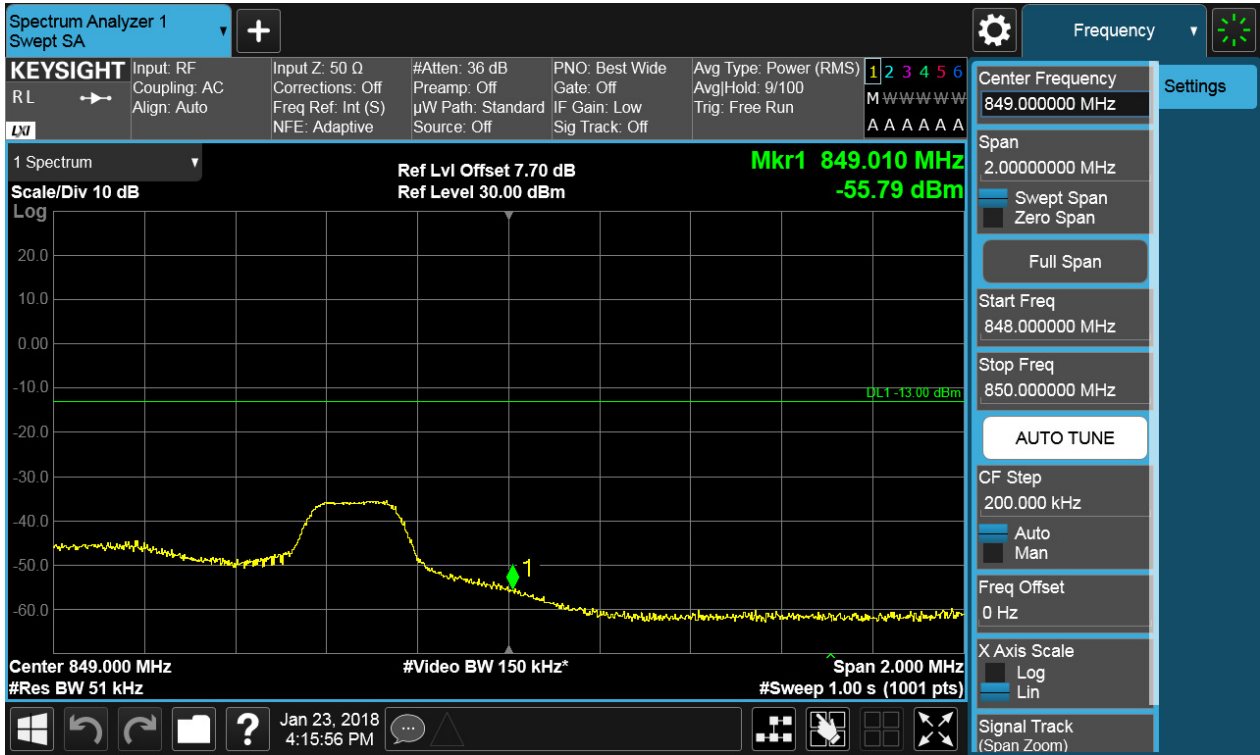 Spectrum Analyzer 1
Swept SA
+
Frequency
KEYSIGHT
RL
LXI
Input: RF
Coupling: AC
Align: Auto
Input Z: 50 Ω
Corrections: Off
Freq Ref: Int (S)
NFE: Adaptive
#Atten: 36 dB
Preamp: Off
µW Path: Standard
Source: Off
PNO: Best Wide
Gate: Off
IF Gain: Low
Sig Track: Off
Avg Type: Power (RMS)
Avg|Hold: 9/100
Trig: Free Run
1 2 3 4 5 6
M W W W W W
A A A A A A
1 Spectrum
Scale/Div 10 dB
Log
Ref Lvl Offset 7.70 dB
Ref Level 30.00 dBm
Mkr1 849.010 MHz
-55.79 dBm
20.0
10.0
0.00
-10.0
DL1 -13.00 dBm
-20.0
-30.0
-40.0
-50.0
1
-60.0
Center 849.000 MHz
#Res BW 51 kHz
#Video BW 150 kHz*
Span 2.000 MHz
#Sweep 1.00 s (1001 pts)
Center Frequency
849.000000 MHz
Settings
Span
2.00000000 MHz
Swept Span
Zero Span
Full Span
Start Freq
848.000000 MHz
Stop Freq
850.000000 MHz
AUTO TUNE
CF Step
200.000 kHz
Auto
Man
Freq Offset
0 Hz
X Axis Scale
Log
Lin
Signal Track
(Span Zoom)
?
Jan 23, 2018
4:15:56 PM